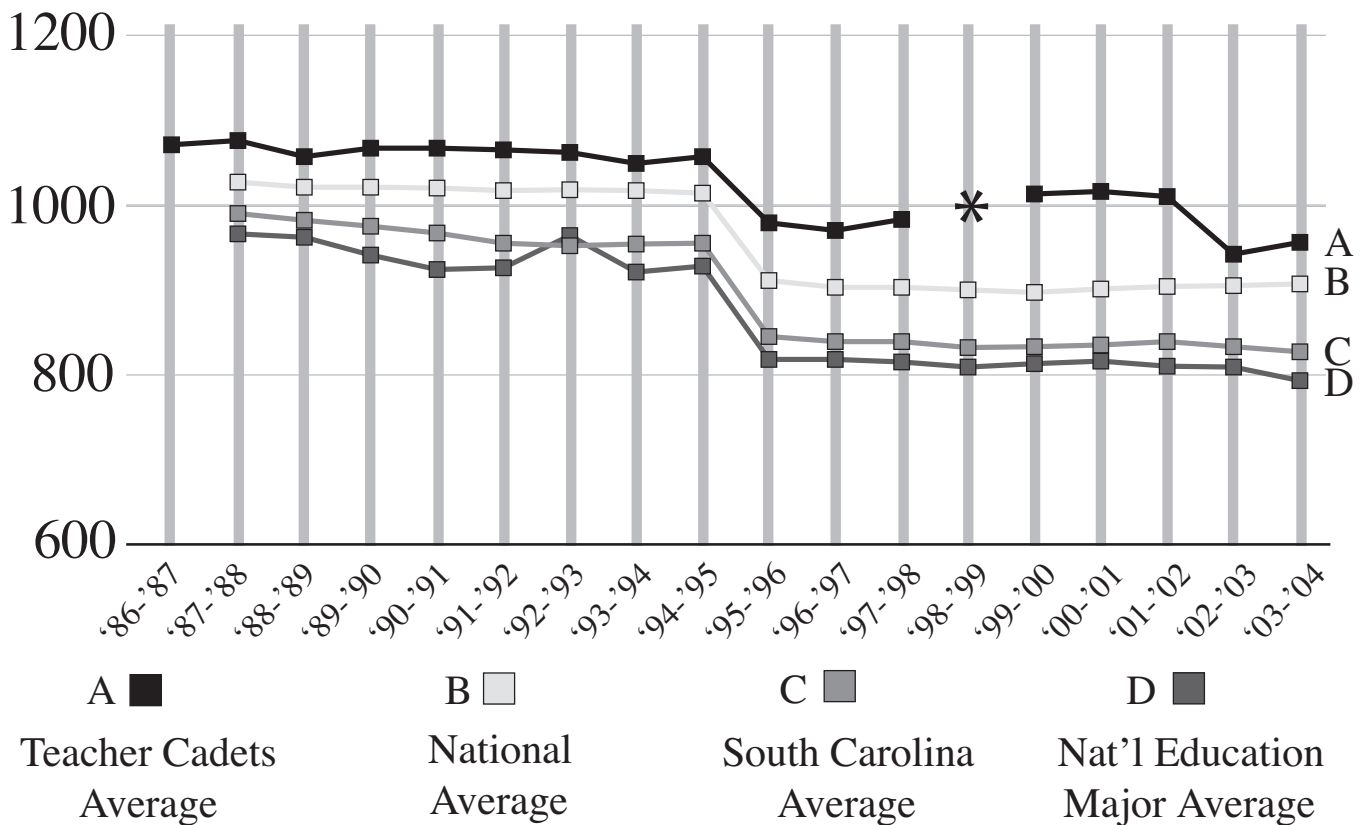 1200
1000
800
600
*
A
B
C
D
‘86- ’87
‘87- ’88
‘88- ’89
‘89- ’90
‘90- ’91
‘91- ’92
‘92- ’93
‘93- ’94
‘94- ’95
‘95- ’96
‘96- ’97
‘97- ’98
‘98- ’99
‘99- ’00
‘00- ’01
‘01- ’02
‘02- ’03
‘03- ’04
A
Teacher Cadets
Average
B
National
Average
C
South Carolina
Average
D
Nat’l Education
Major Average